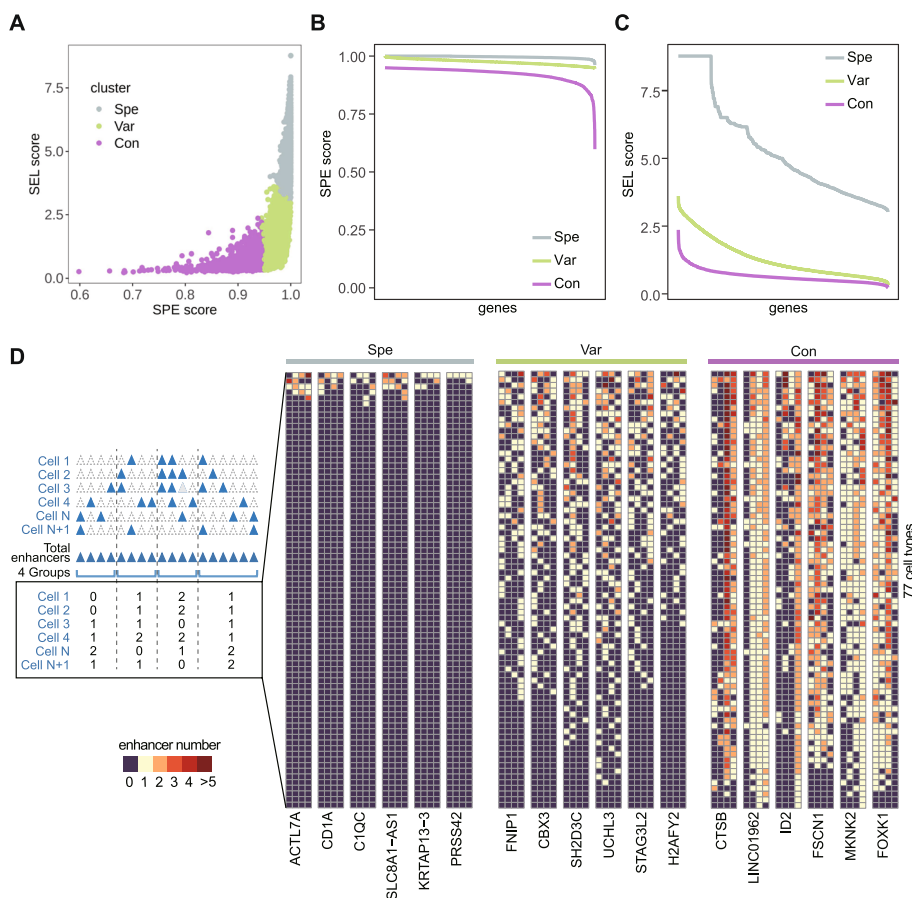 A
B
C
7.5
5.0
2.5
0.0
SEL score
cluster
Spe
Var
Con
0.6
0.7
0.8
0.9
1.0
SPE score
1.00
0.75
0.50
0.25
0.00
SPE score
Spe
Var
Con
genes
7.5
5.0
2.5
0.0
SEL score
Spe
Var
Con
genes
D
Spe
Var
Con
Cell 1
Cell 2
Cell 3
Cell 4
Cell N
Cell N+1
Total
enhancers
4 Groups
Cell 1 0 1 2 1
Cell 2 0 1 2 1
Cell 3 1 1 0 1
Cell 4 1 2 2 1
Cell N 2 0 1 2
Cell N+1 1 1 0 2
enhancer number
0 1 2 3 4 >5
77 cell types
ACTL7A
CD1A
C1QC
SLC8A1−AS1
KRTAP13−3
PRSS42
FNIP1
CBX3
SH2D3C
UCHL3
STAG3L2
H2AFY2
CTSB
LINC01962
ID2
FSCN1
MKNK2
FOXK1